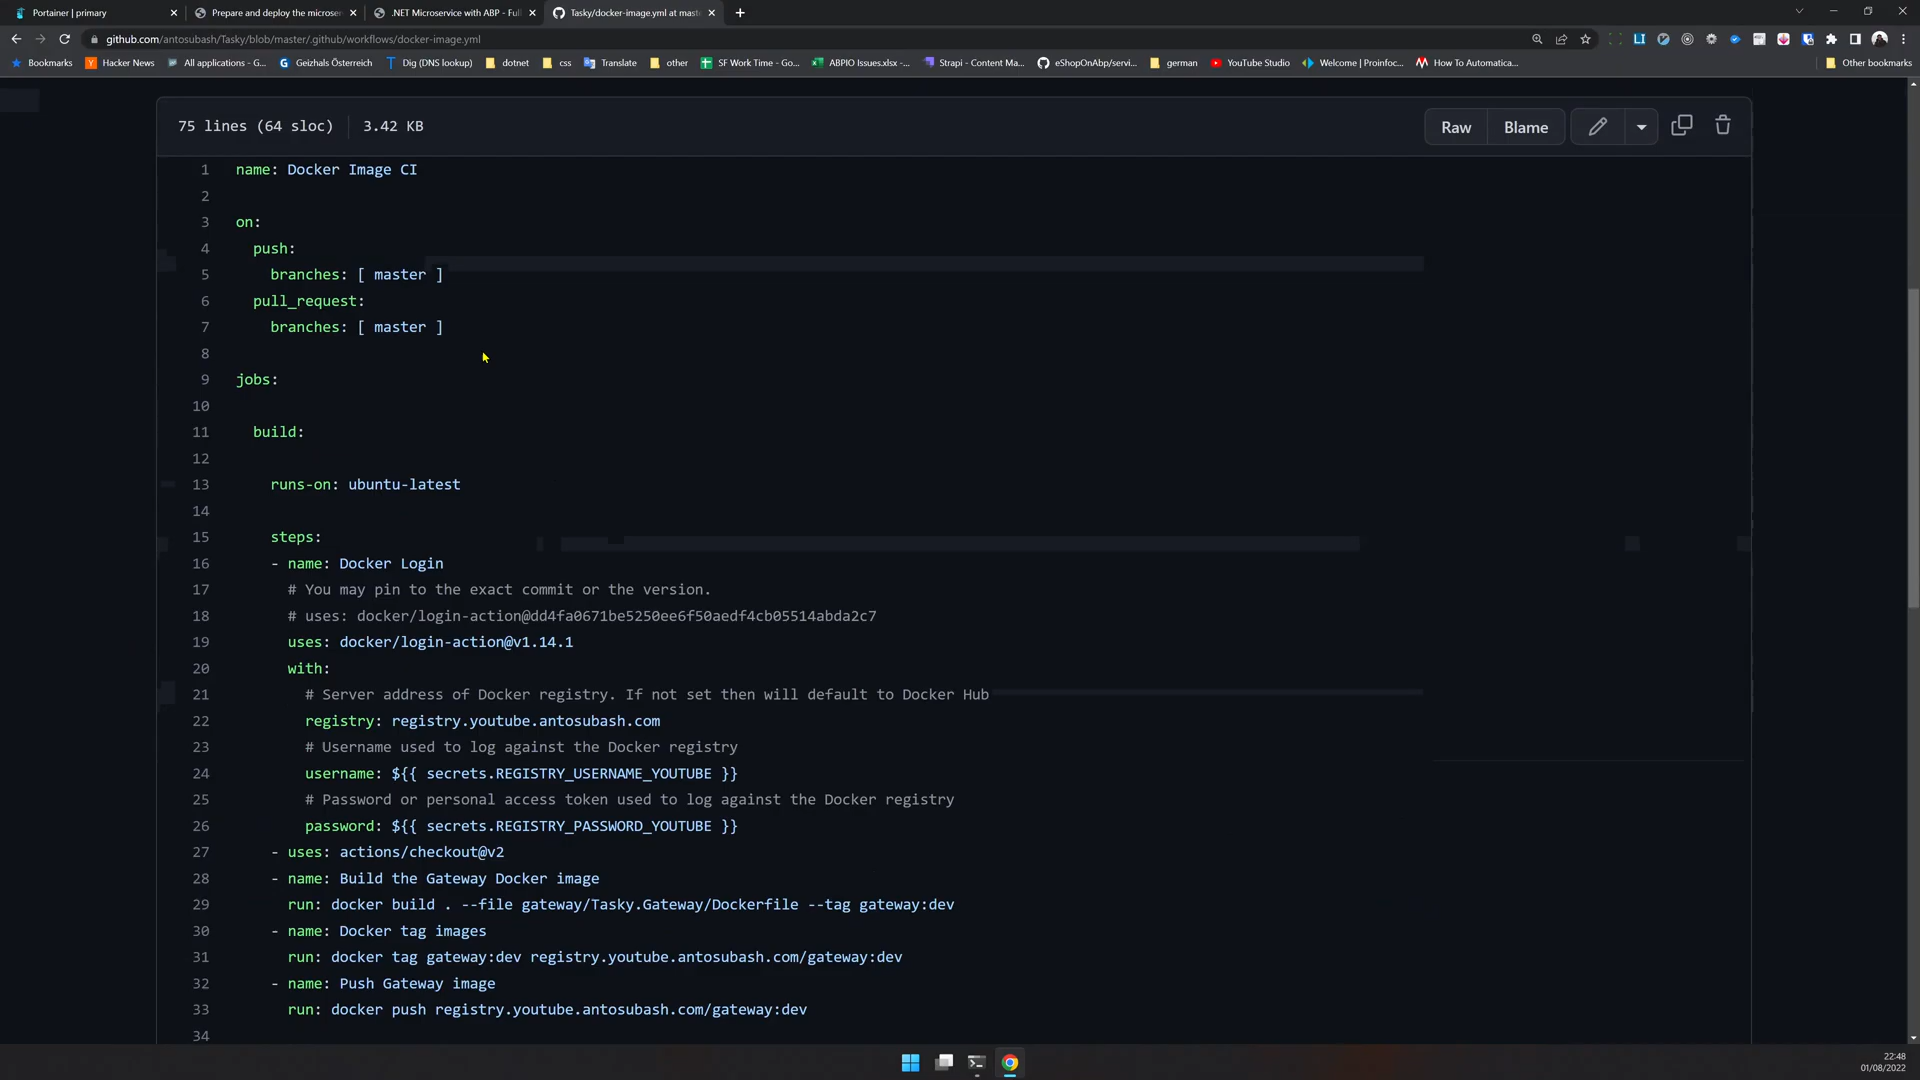 Portainer | primary
Prepare and deploy the microser
.NET Microservice with ABP - Full
Tasky/docker-image.yml at mast
github.com/antosubash/Tasky/blob/master/.github/workflows/docker-image.yml
Bookmarks
Hacker News
All applications - G...
Geizhals Österreich
Dig (DNS lookup)
dotnet
css
Translate
other
SF Work Time - Go...
ABPIO Issues.xlsx -...
Strapi - Content Ma...
eShopOnAbp/servi...
german
YouTube Studio
Welcome | Proinfoc...
How To Automatica...
Other bookmarks
75 lines (64 sloc)
3.42 KB
Raw
Blame
1 name: Docker Image CI
2
3 on:
4 push:
5 branches: [ master ]
6 pull_request:
7 branches: [ master ]
8
9 jobs:
10
11 build:
12
13 runs-on: ubuntu-latest
14
15 steps:
16 - name: Docker Login
17 # You may pin to the exact commit or the version.
18 # uses: docker/login-action@dd4fa0671be5250ee6f50aedf4cb05514abda2c7
19 uses: docker/login-action@v1.14.1
20 with:
21 # Server address of Docker registry. If not set then will default to Docker Hub
22 registry: registry.youtube.antosubash.com
23 # Username used to log against the Docker registry
24 username: ${{ secrets.REGISTRY_USERNAME_YOUTUBE }}
25 # Password or personal access token used to log against the Docker registry
26 password: ${{ secrets.REGISTRY_PASSWORD_YOUTUBE }}
27 - uses: actions/checkout@v2
28 - name: Build the Gateway Docker image
29 run: docker build . --file gateway/Tasky.Gateway/Dockerfile --tag gateway:dev
30 - name: Docker tag images
31 run: docker tag gateway:dev registry.youtube.antosubash.com/gateway:dev
32 - name: Push Gateway image
33 run: docker push registry.youtube.antosubash.com/gateway:dev
34
22:48
01/08/2022